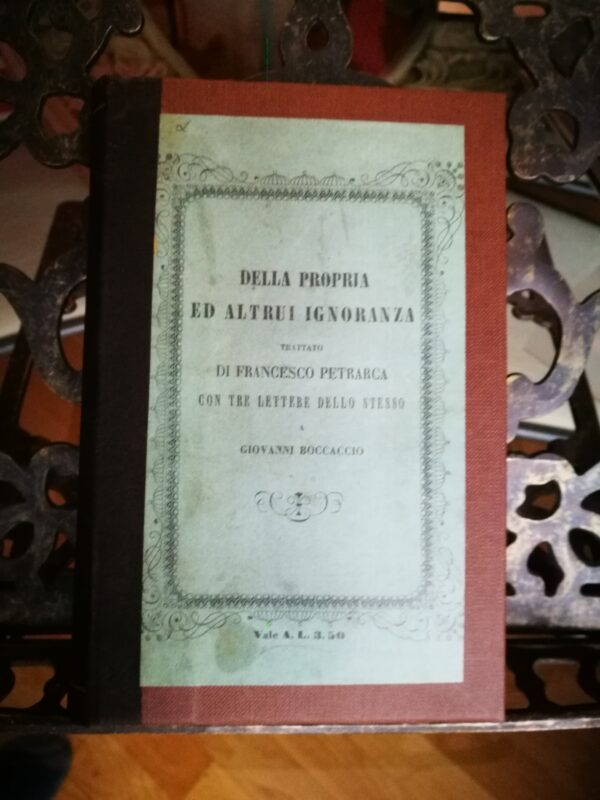 DELLA PROPRIA
ED ALTRUI IGNORANZA
TRATTATO
DI FRANCESCO PETRARCA
CON TRE LETTERE DELLO STESSO
A
GIOVANNI BOCCACCIO
Vale A. L. 3. 50